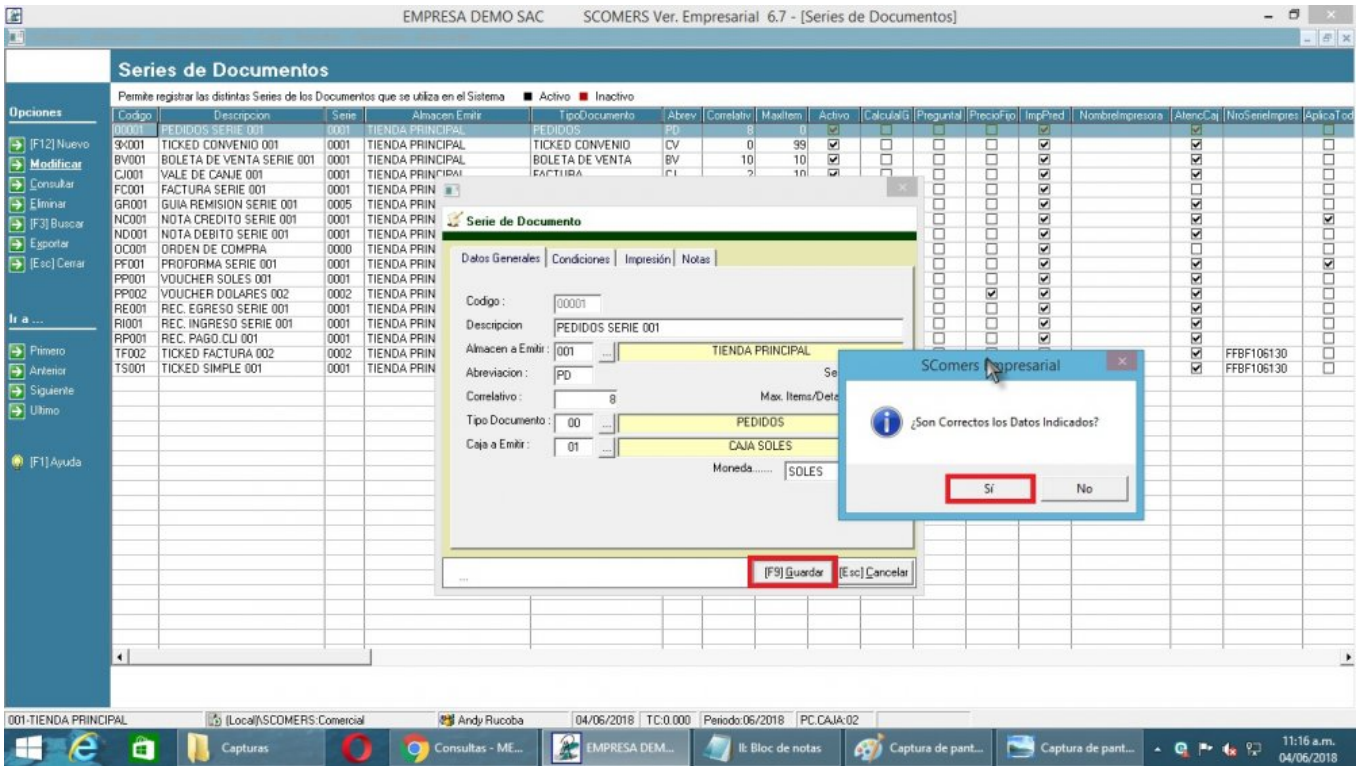 EMPRESA DEMO SAC SCOMERS Ver. Empresarial 6.7 - [Series de Documentos]
Series de Documentos
Permite registrar las distintas Series de los Documentos que se utiliza en el Sistema Activo Inactivo
Opciones
[F12] Nuevo
Modificar
Consultar
Eliminar
[F3] Buscar
Exportar
[Esc] Cerrar
Ir a ...
Primero
Anterior
Siguiente
Ultimo
[F1] Ayuda
Codigo Descripcion Serie Almacen Emitir TipoDocumento Abrev Correlativ MaxItem Activo CalculaIG Preguntal PrecioFijo ImpPred NombreImpresora AtencCaj NroSerieImpres AplicaTod
00001 PEDIDOS SERIE 001 0001 TIENDA PRINCIPAL PEDIDOS PD 8 0
TICKED CONVENIO 001 0001 TIENDA PRINCIPAL TICKED CONVENIO CV 0 99
BV001 BOLETA DE VENTA SERIE 001 0001 TIENDA PRINCIPAL BOLETA DE VENTA BV 10 10
CJ001 VALE DE CANJE 001 0001 TIENDA PRINCIPAL FACTURA CJ 2 10
FC001 FACTURA SERIE 001 0001 TIENDA PRIN
GR001 GUIA REMISION SERIE 001 0005 TIENDA PRIN
NC001 NOTA CREDITO SERIE 001 0001 TIENDA PRIN
ND001 NOTA DEBITO SERIE 001 0001 TIENDA PRIN
OC001 ORDEN DE COMPRA 0000 TIENDA PRIN
PF001 PROFORMA SERIE 001 0001 TIENDA PRIN
PP001 VOUCHER SOLES 001 0001 TIENDA PRIN
PP002 VOUCHER DOLARES 002 0002 TIENDA PRIN
RE001 REC. EGRESO SERIE 001 0001 TIENDA PRIN
RI001 REC. INGRESO SERIE 001 0001 TIENDA PRIN
RP001 REC. PAGO.CLI 001 0001 TIENDA PRIN
TF002 TICKED FACTURA 002 0002 TIENDA PRIN FFBF106130
TS001 TICKED SIMPLE 001 0001 TIENDA PRIN FFBF106130
Serie de Documento
Datos Generales Condiciones Impresión Notas
Codigo : 00001
Descripcion PEDIDOS SERIE 001
Almacen a Emitir : 001 ... TIENDA PRINCIPAL
Abreviacion : PD Se
Correlativo : 8 Max. Items/Deta
Tipo Documento : 00 ... PEDIDOS
Caja a Emitir : 01 ... CAJA SOLES
Moneda....... SOLES
... [F9] Guardar [Esc] Cancelar
SComers Empresarial
¿Son Correctos los Datos Indicados?
Sí No
001-TIENDA PRINCIPAL (Local)\SCOMERS:Comercial Andy Rucoba 04/06/2018 TC:0.000 Periodo:06/2018 PC.CAJA:02
Capturas Consultas - ME... EMPRESA DEM... II: Bloc de notas Captura de pant... Captura de pant... 11:16 a.m.
04/06/2018